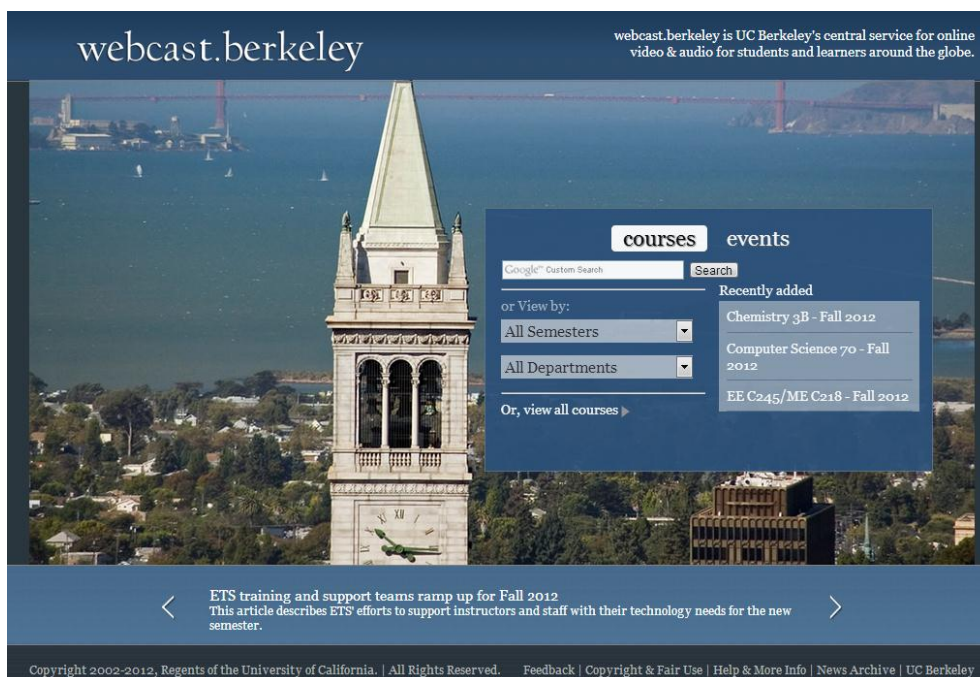 webcast.berkeley
webcast.berkeley is UC Berkeley's central service for online
video & audio for students and learners around the globe.
courses events
Google™ Custom Search Search
or View by:
All Semesters
All Departments
Or, view all courses
Recently added
Chemistry 3B - Fall 2012
Computer Science 70 - Fall
2012
EE C245/ME C218 - Fall 2012
XII
ETS training and support teams ramp up for Fall 2012
This article describes ETS' efforts to support instructors and staff with their technology needs for the new
semester.
Copyright 2002-2012, Regents of the University of California. | All Rights Reserved. Feedback | Copyright & Fair Use | Help & More Info | News Archive | UC Berkeley